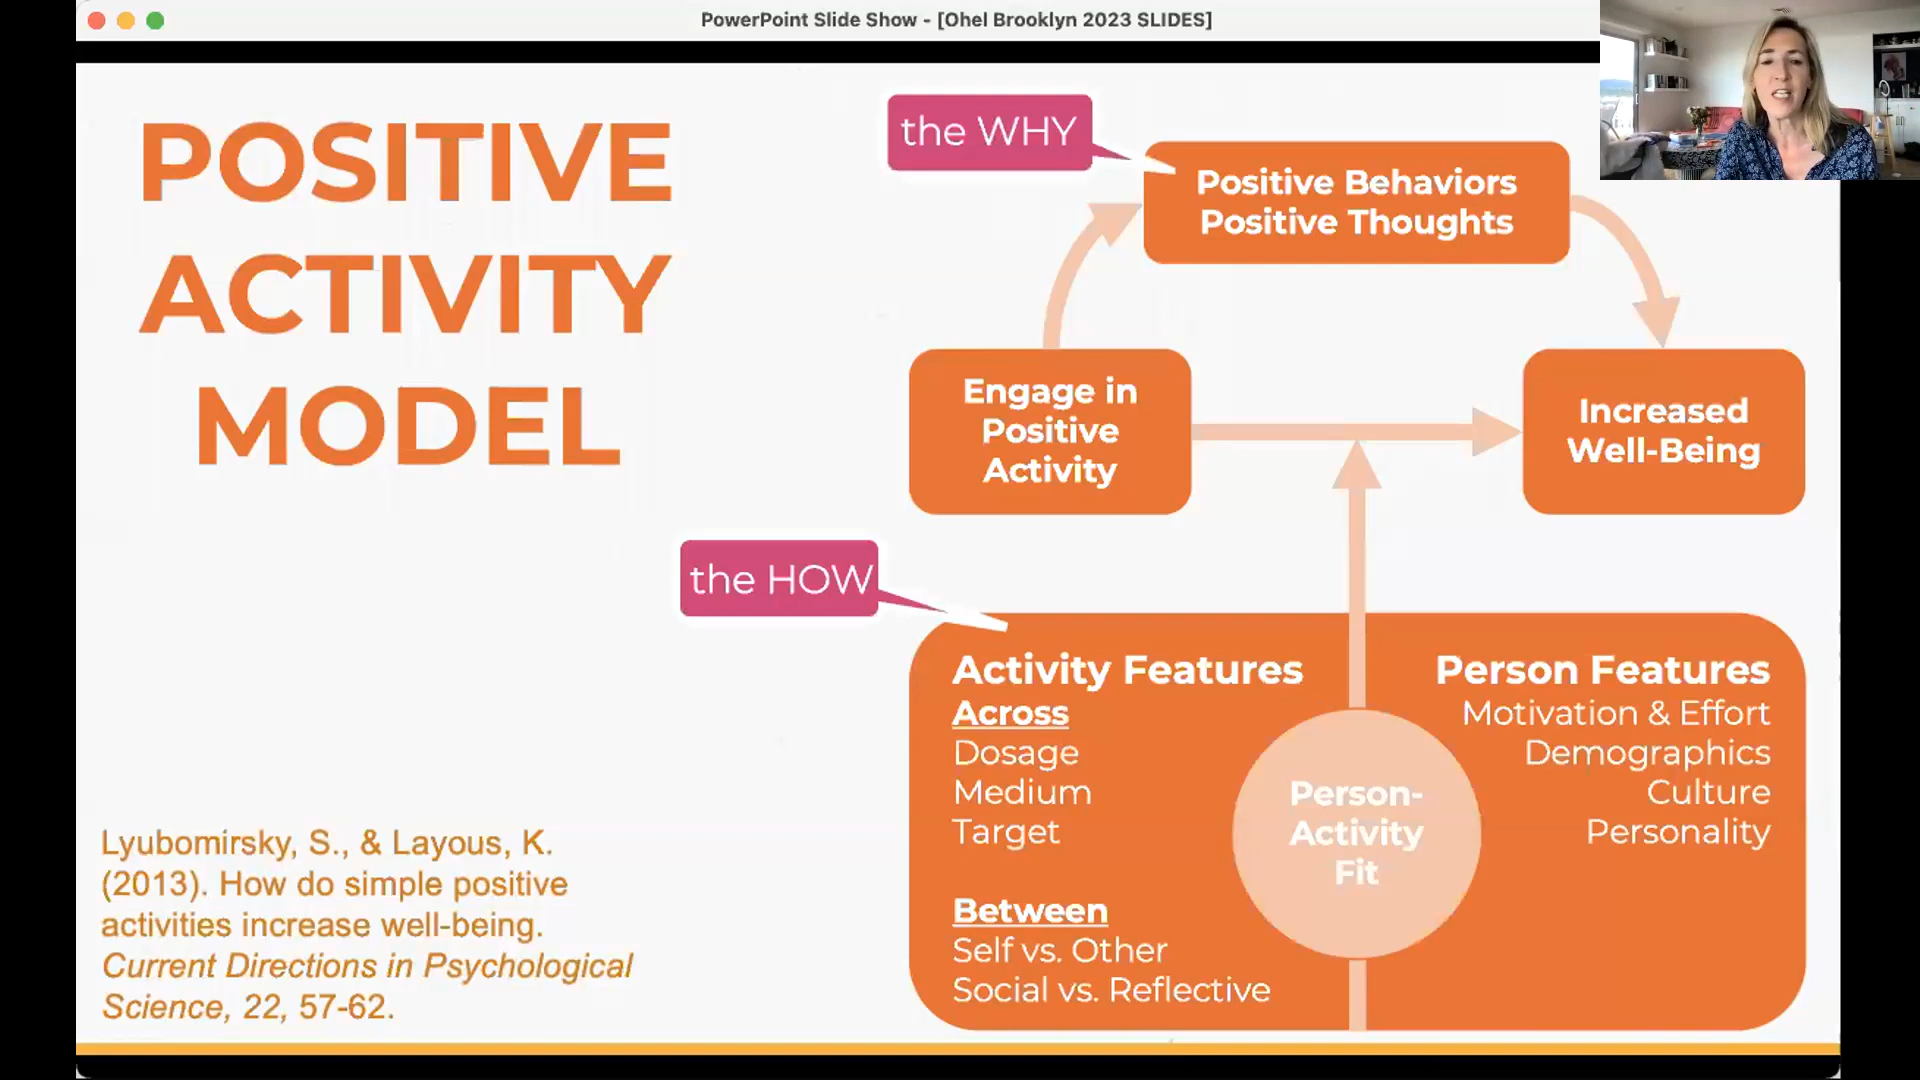 PowerPoint Slide Show - [Ohel Brooklyn 2023 SLIDES]
POSITIVE
ACTIVITY
MODEL
the WHY
Positive Behaviors
Positive Thoughts
Engage in
Positive
Activity
Increased
Well-Being
the HOW
Activity Features
Across
Dosage
Medium
Target
Between
Self vs. Other
Social vs. Reflective
Person-
Activity
Fit
Person Features
Motivation & Effort
Demographics
Culture
Personality
Lyubomirsky, S., & Layous, K.
(2013). How do simple positive
activities increase well-being.
Current Directions in Psychological
Science, 22, 57-62.